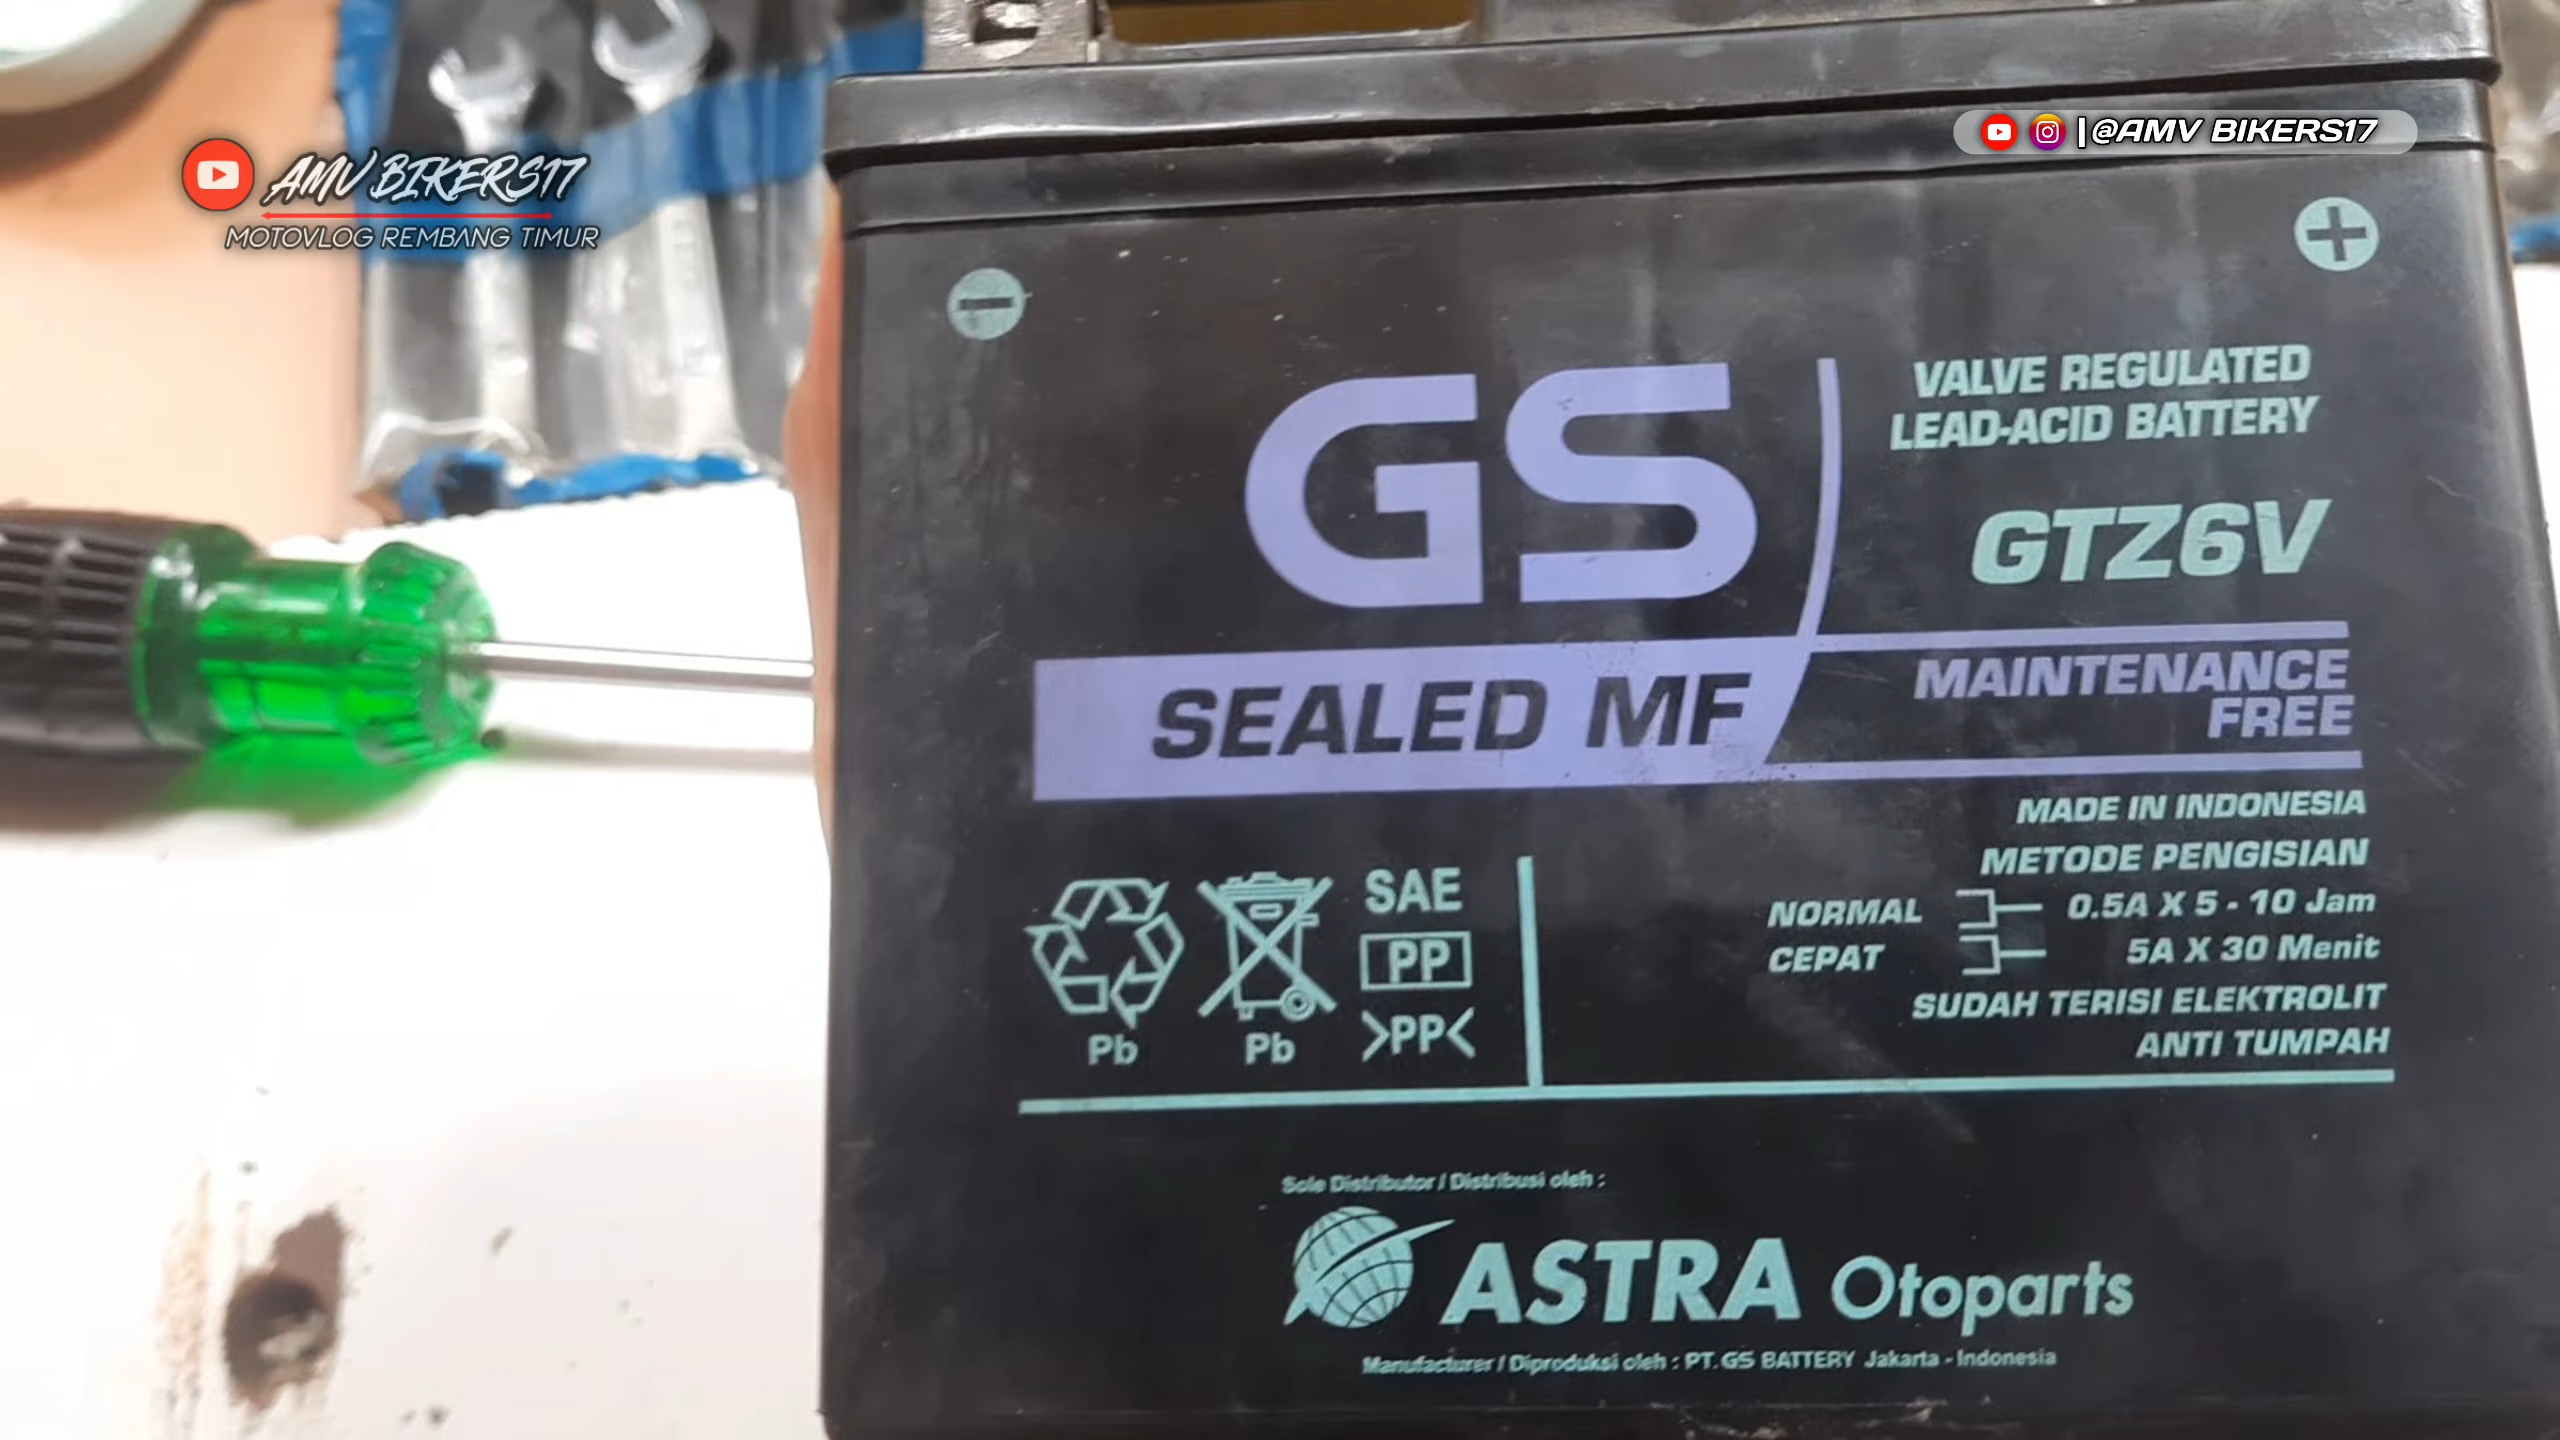 AMV BIKERS17
MOTOVLOG REMBANG TIMUR
|@AMV BIKERS17
GS
VALVE REGULATED
LEAD-ACID BATTERY
GTZ6V
SEALED MF
MAINTENANCE
FREE
MADE IN INDONESIA
METODE PENGISIAN
NORMAL 0.5A X 5 - 10 Jam
CEPAT 5A X 30 Menit
SUDAH TERISI ELEKTROLIT
ANTI TUMPAH
SAE
PP
>PP<
Pb
Pb
Sole Distributor / Distribusi oleh :
ASTRA Otoparts
Manufacturer / Diproduksi oleh : PT. GS BATTERY Jakarta - Indonesia